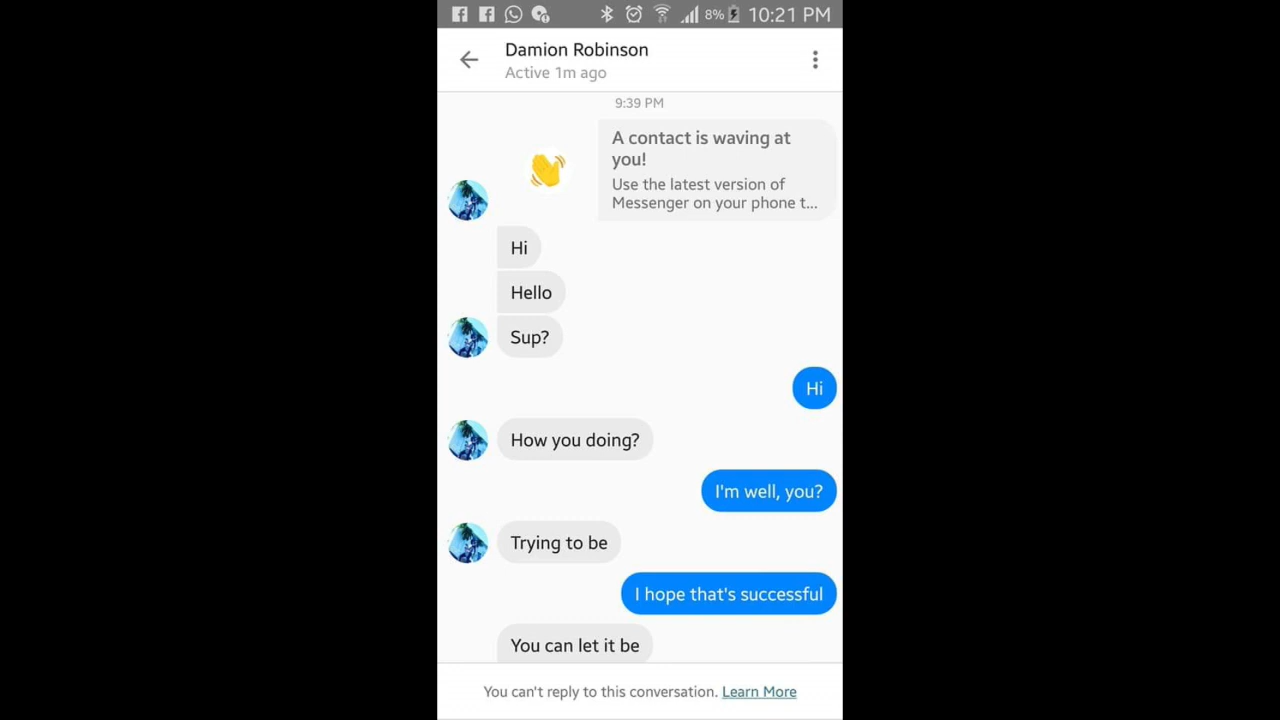 8% 10:21 PM
Damion Robinson
Active 1m ago
9:39 PM
A contact is waving at
you!
Use the latest version of
Messenger on your phone t...
Hi
Hello
Sup?
Hi
How you doing?
I'm well, you?
Trying to be
I hope that's successful
You can let it be
You can't reply to this conversation. Learn More